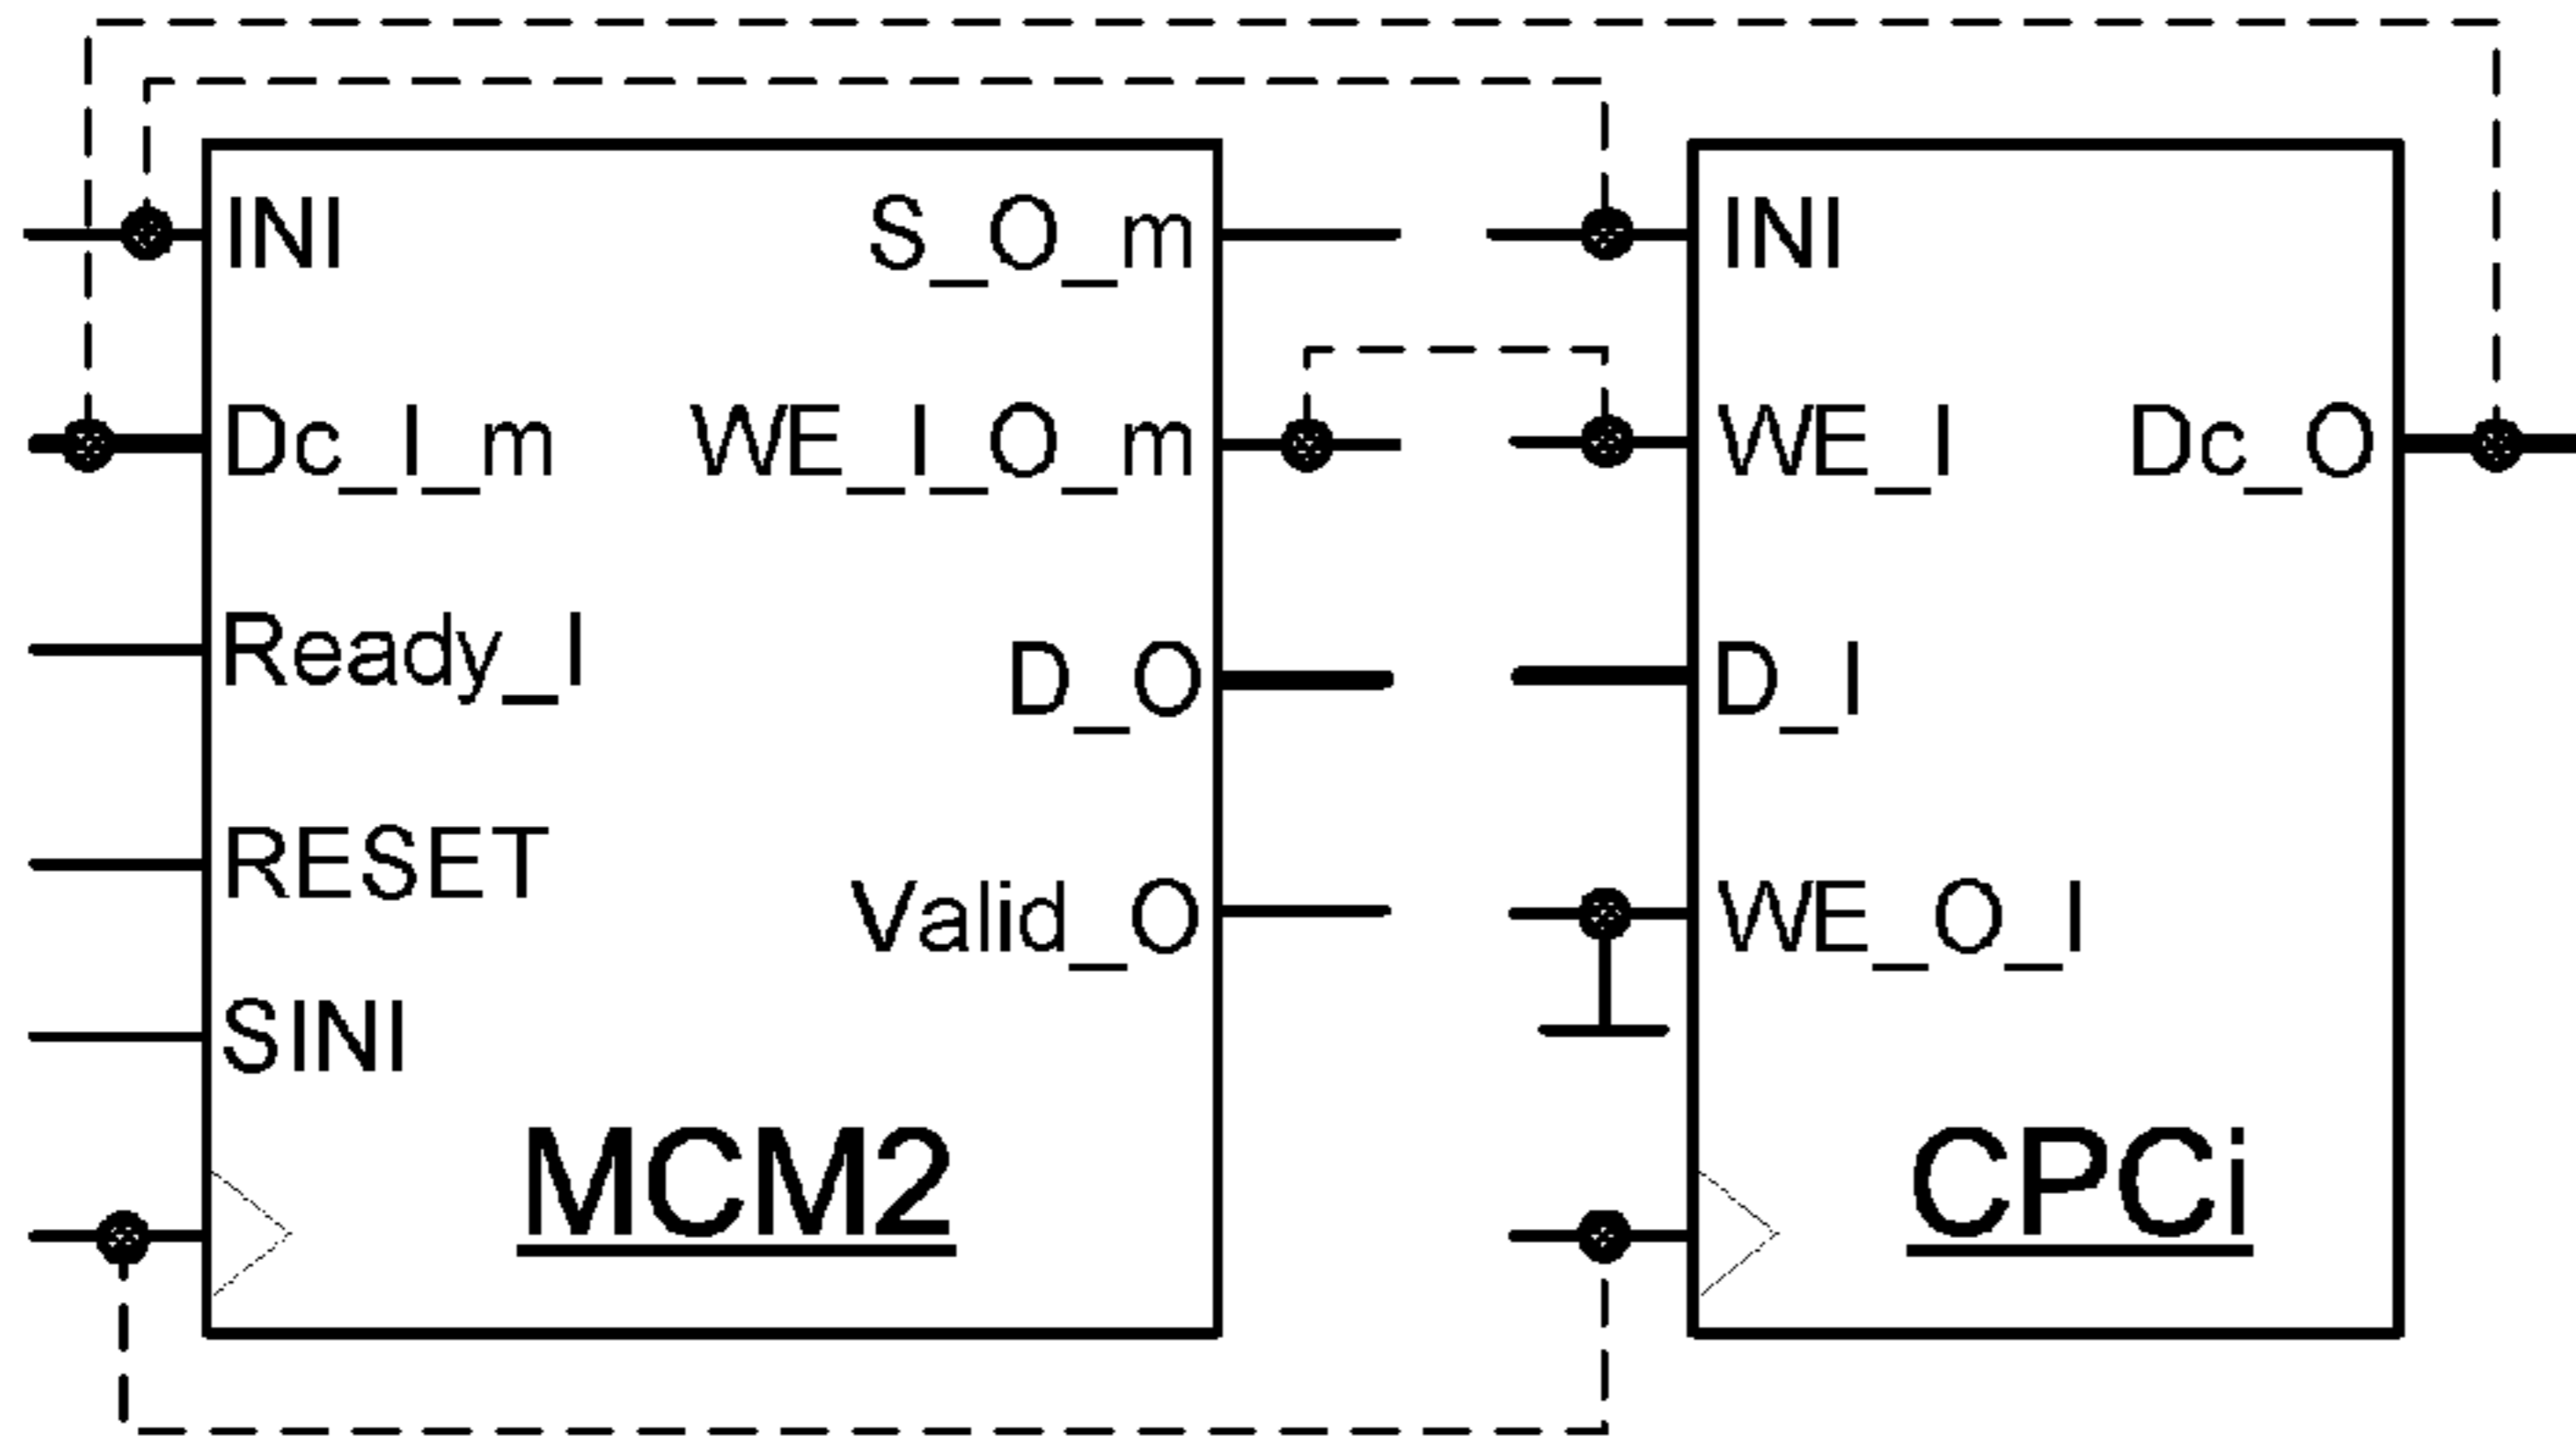 INI
S_O_m
Dc_I_m
WE_I_O_m
Ready_I
D_O
RESET
Valid_O
SINI
MCM2
INI
WE_I
Dc_O
D_I
WE_O_I
CPCi